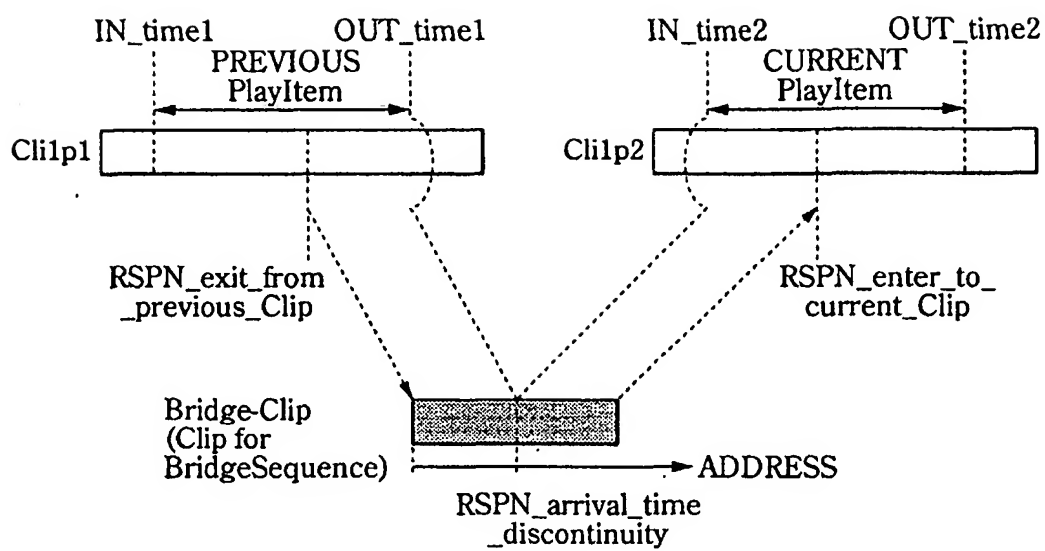 IN_time1 OUT_time1 IN_time2 OUT_time2
PREVIOUS
PlayItem
CURRENT
PlayItem
Cli1p1
Cli1p2
RSPN_exit_from
_previous_Clip
RSPN_enter_to_
current_Clip
Bridge-Clip
(Clip for
BridgeSequence)
ADDRESS
RSPN_arrival_time
_discontinuity